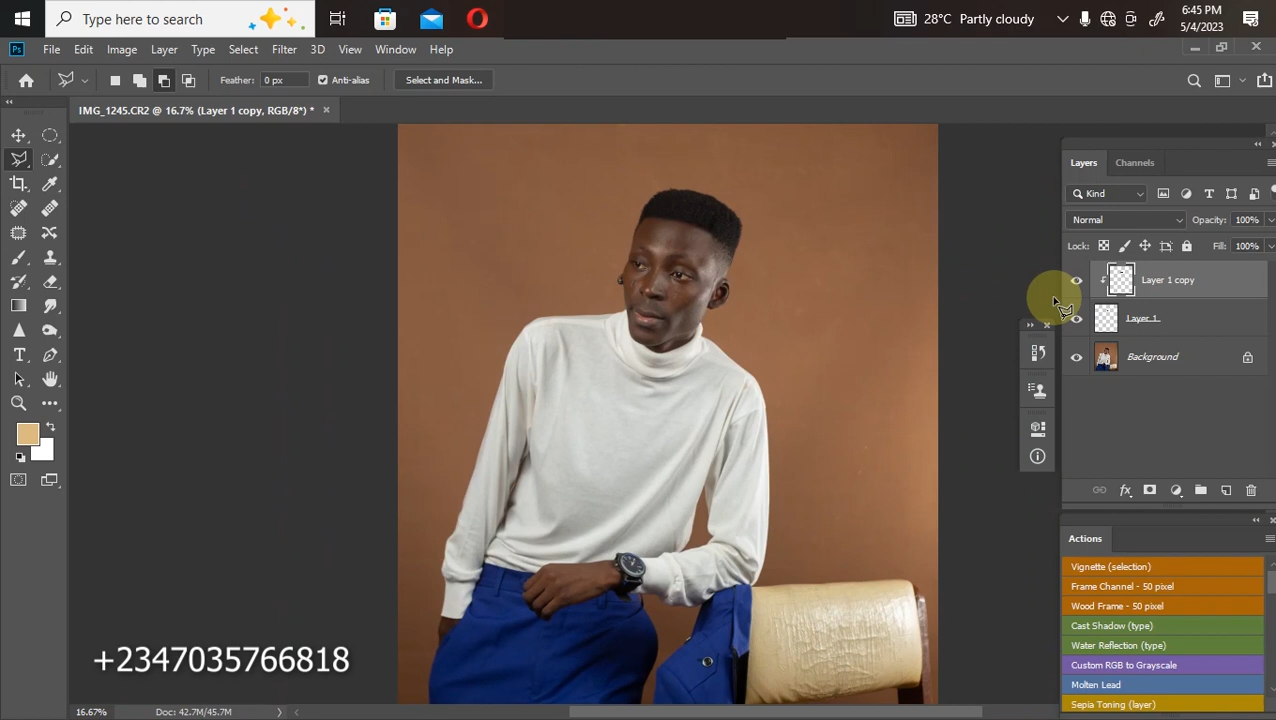 Type here to search
28°C Partly cloudy
6:45 PM
5/4/2023
Ps File Edit Image Layer Type Select Filter 3D View Window Help
Feather: 0 px Anti-alias Select and Mask...
IMG_1245.CR2 @ 16.7% (Layer 1 copy, RGB/8*) *
Layers Channels
Kind
Normal Opacity: 100%
Lock: Fill: 100%
Layer 1 copy
Layer 1
Background
Actions
Vignette (selection)
Frame Channel - 50 pixel
Wood Frame - 50 pixel
Cast Shadow (type)
Water Reflection (type)
Custom RGB to Grayscale
Molten Lead
Sepia Toning (layer)
+2347035766818
16.67% Doc: 42.7M/45.7M